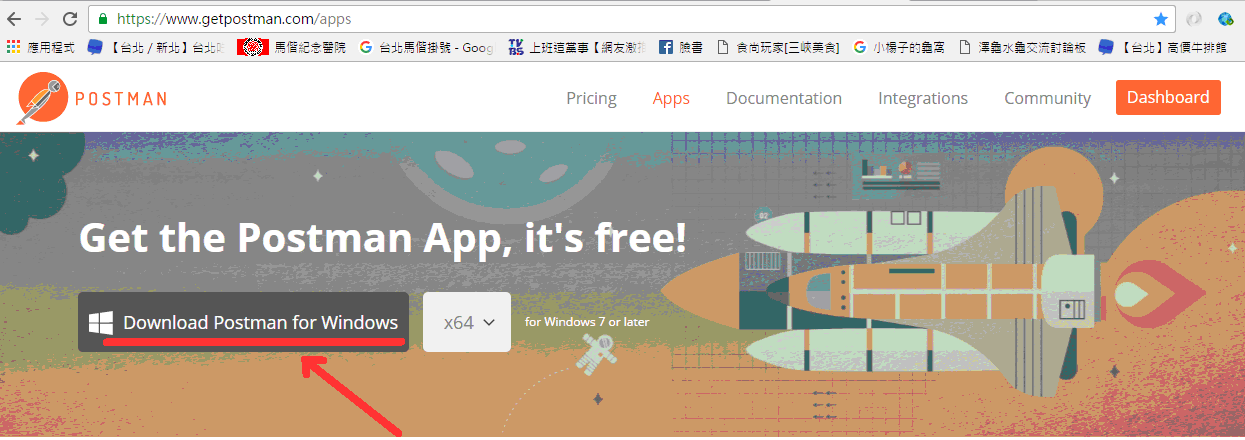 https://www.getpostman.com/apps
應用程式 【台北 / 新北】台北 馬偕紀念醫院 台北馬偕掛號 - Goog TVBS 上班這黨事【網友激 臉書 食尚玩家[三峽美食] 小楊子的龜窩 澤龜水龜交流討論板 【台北】高價牛排館
POSTMAN Pricing Apps Documentation Integrations Community Dashboard
Get the Postman App, it's free!
Download Postman for Windows x64 for Windows 7 or later